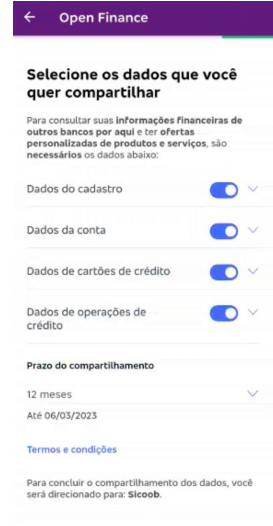 ← Open Finance
Selecione os dados que você
quer compartilhar
Para consultar suas informações financeiras de
outros bancos por aqui e ter ofertas
personalizadas de produtos e serviços, são
necessários os dados abaixo:
Dados do cadastro
Dados da conta
Dados de cartões de crédito
Dados de operações de
crédito
Prazo do compartilhamento
12 meses
Até 06/03/2023
Termos e condições
Para concluir o compartilhamento dos dados, você
será direcionado para: Sicoob.